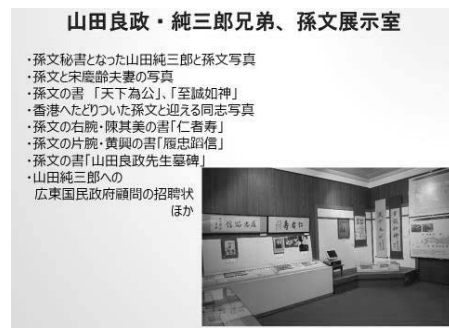 山田良政・純三郎兄弟、孫文展示室
・孫文秘書となった山田純三郎と孫文写真
・孫文と宋慶齢夫妻の写真
・孫文の書 「天下為公」、「至誠如神」
・香港へたどりついた孫文と迎える同志写真
・孫文の右腕・陳其美の書「仁者寿」
・孫文の片腕・黄興の書「履忠蹈信」
・孫文の書「山田良政先生墓碑」
・山田純三郎への
広東国民政府顧問の招聘状
ほか